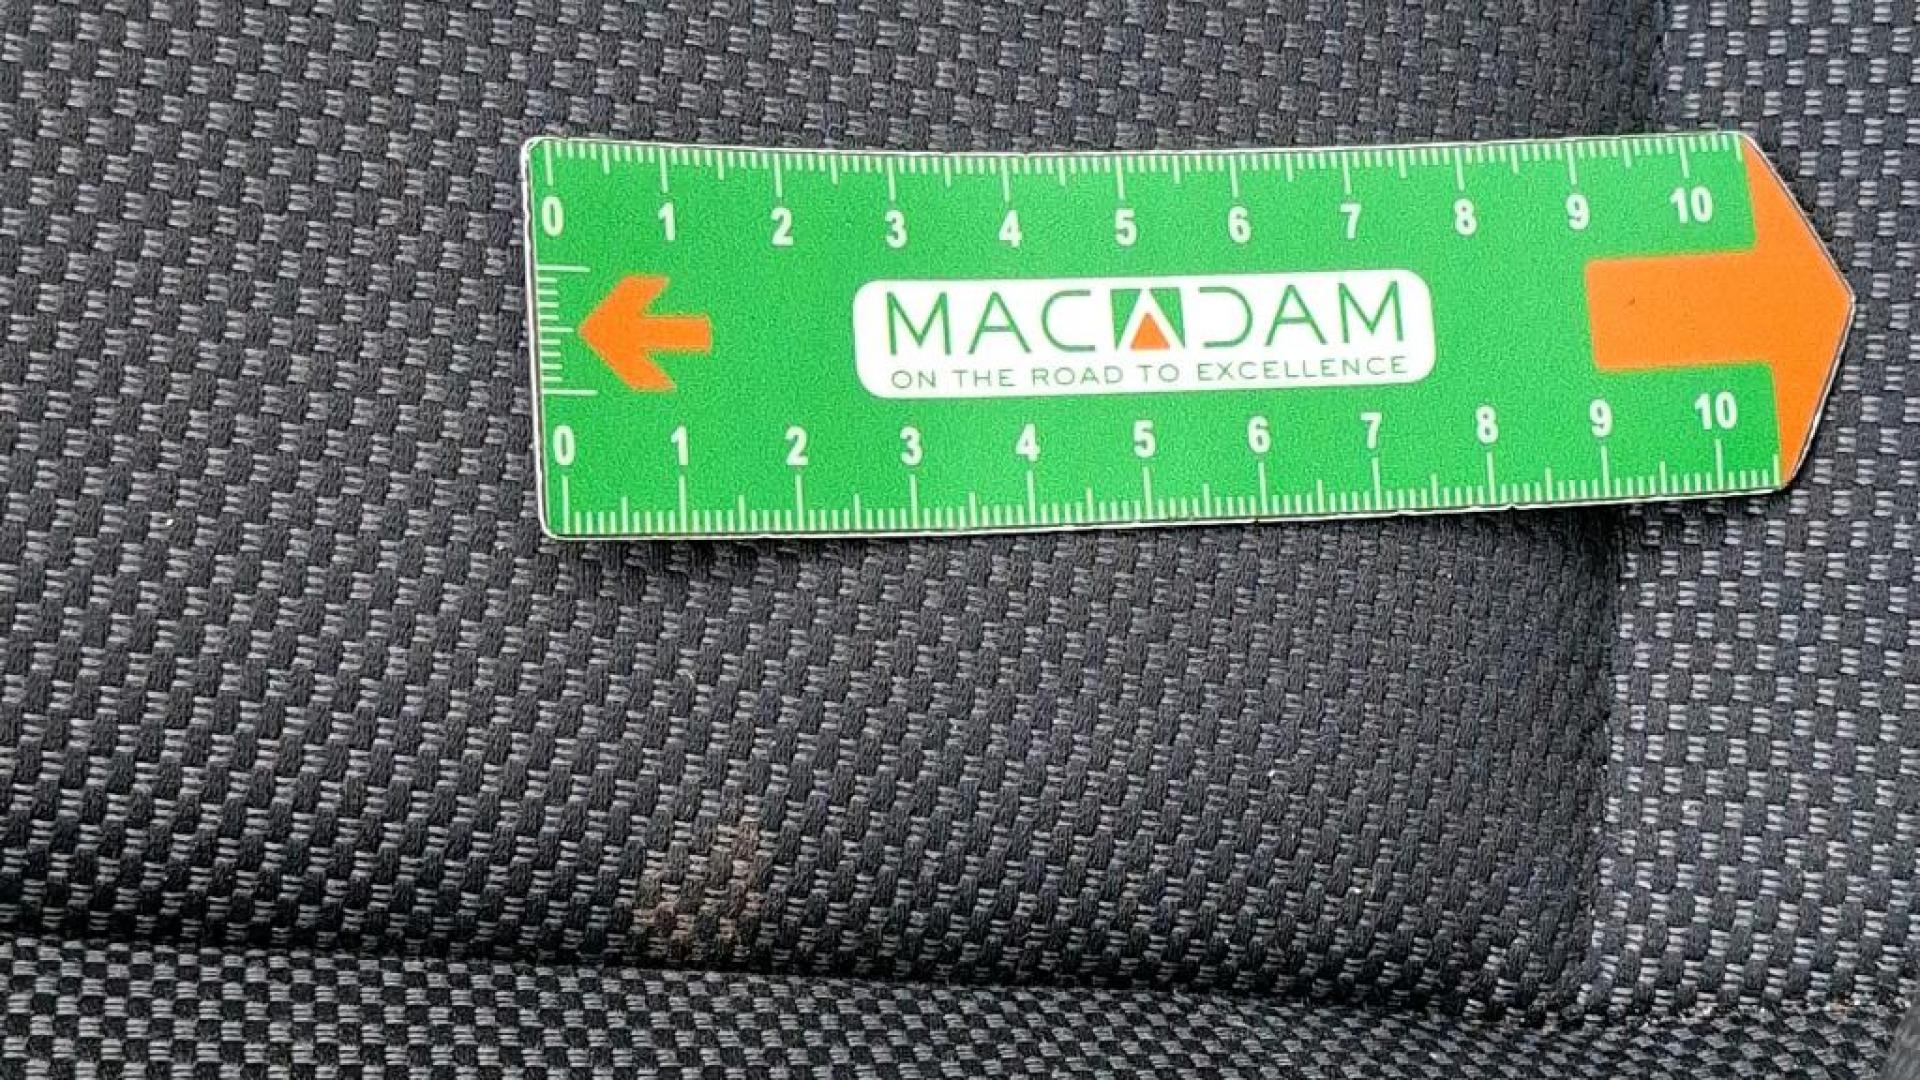 0 1 2 3 4 5 6 7 8 9 10
MACADAM
ON THE ROAD TO EXCELLENCE
0 1 2 3 4 5 6 7 8 9 10